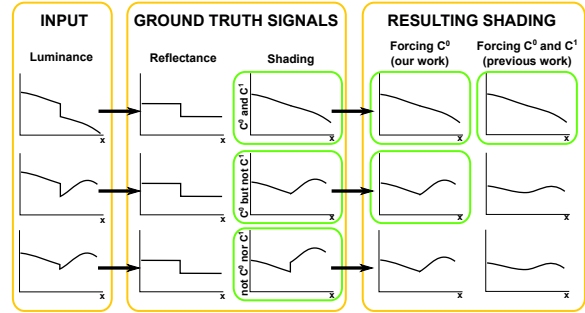 INPUT
GROUND TRUTH SIGNALS
RESULTING SHADING
Luminance
Reflectance
Shading
Forcing C⁰
(our work)
Forcing C⁰ and C¹
(previous work)
C⁰ and C¹
x
x
x
x
x
C⁰ but not C¹
x
x
x
x
x
not C⁰ nor C¹
x
x
x
x
x